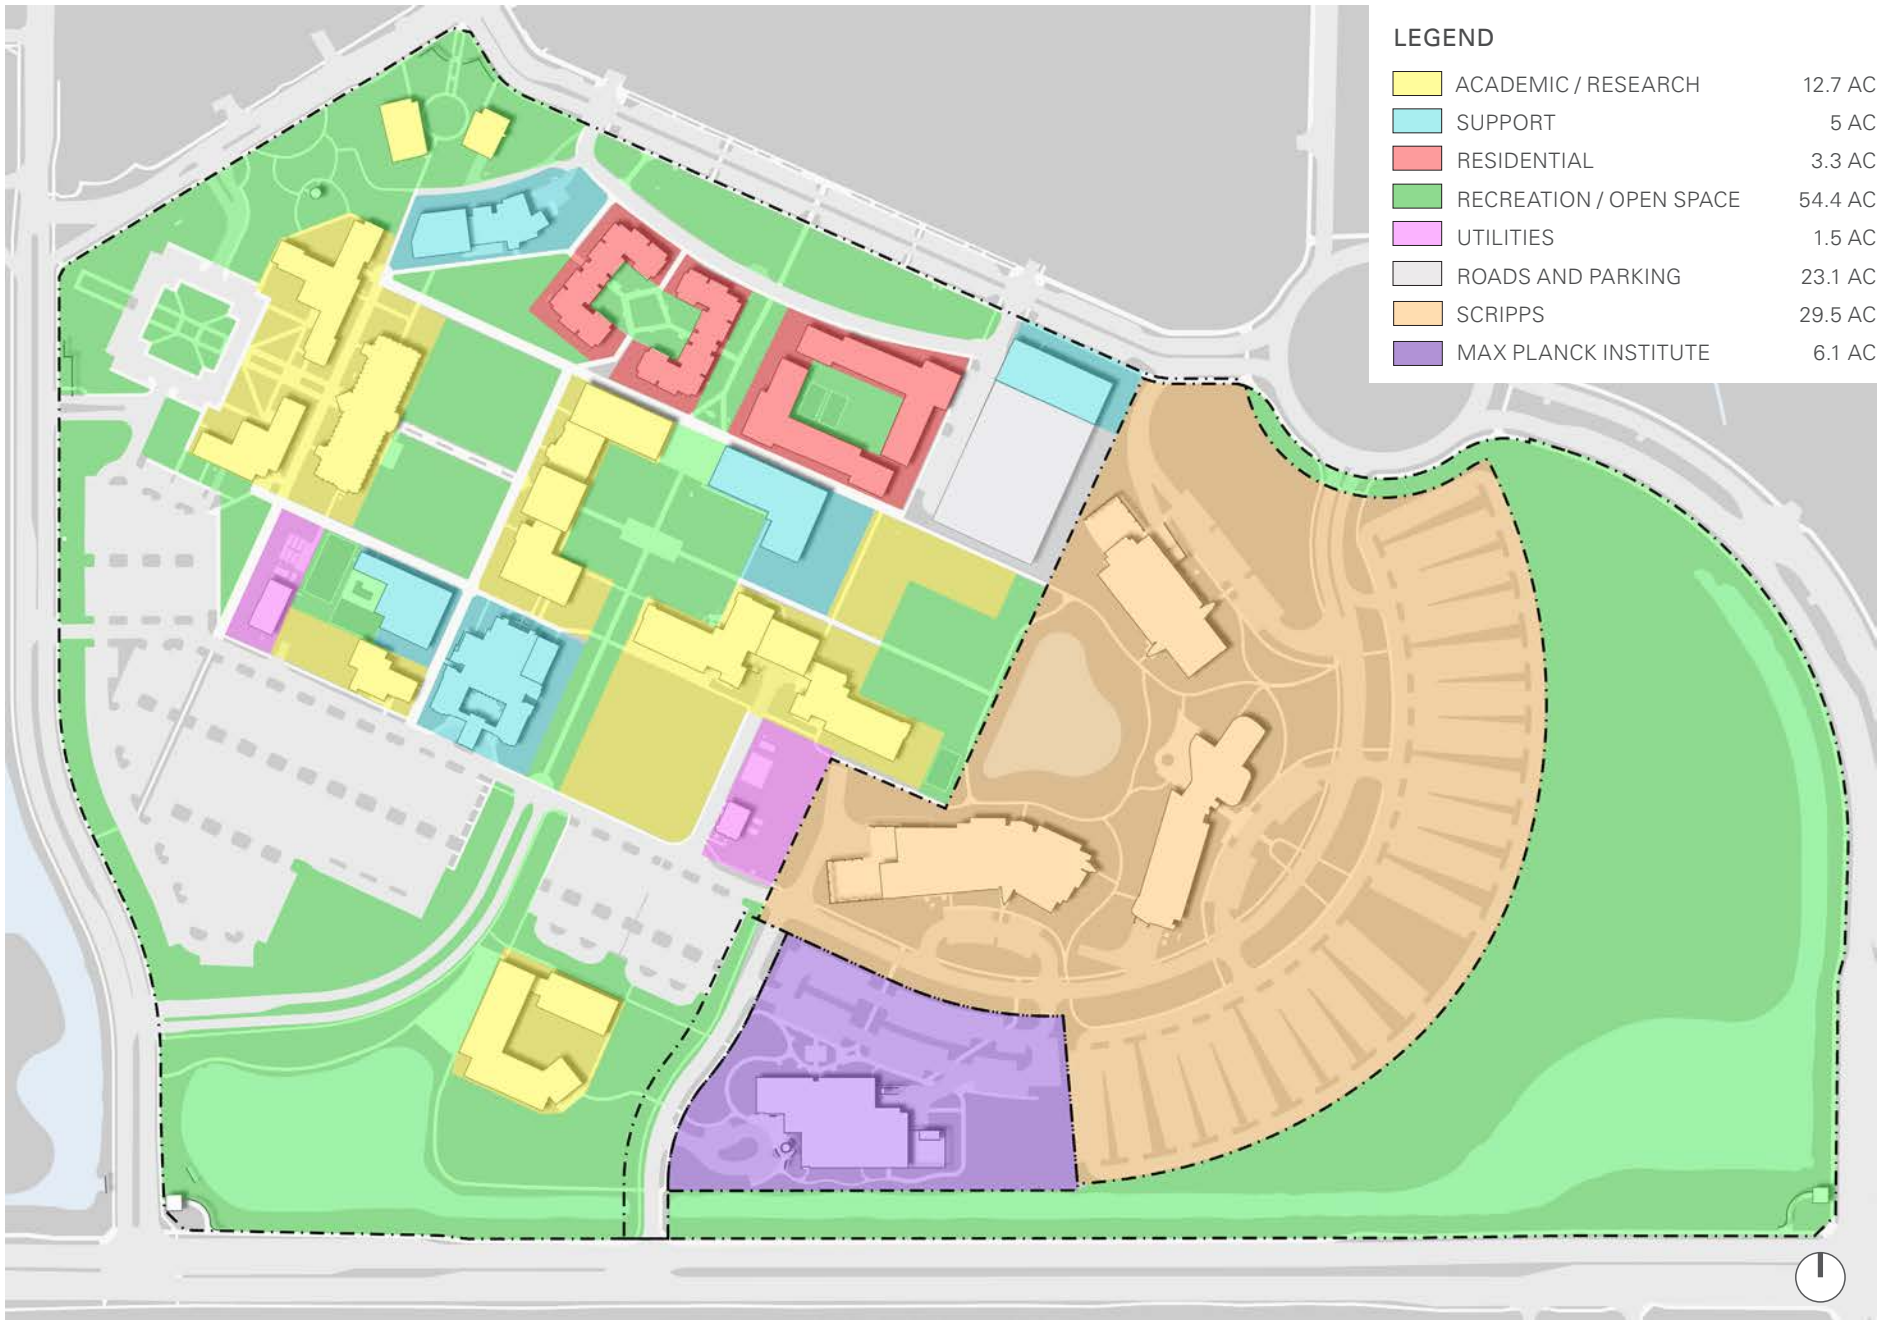 LEGEND
ACADEMIC / RESEARCH 12.7 AC
SUPPORT 5 AC
RESIDENTIAL 3.3 AC
RECREATION / OPEN SPACE 54.4 AC
UTILITIES 1.5 AC
ROADS AND PARKING 23.1 AC
SCRIPPS 29.5 AC
MAX PLANCK INSTITUTE 6.1 AC